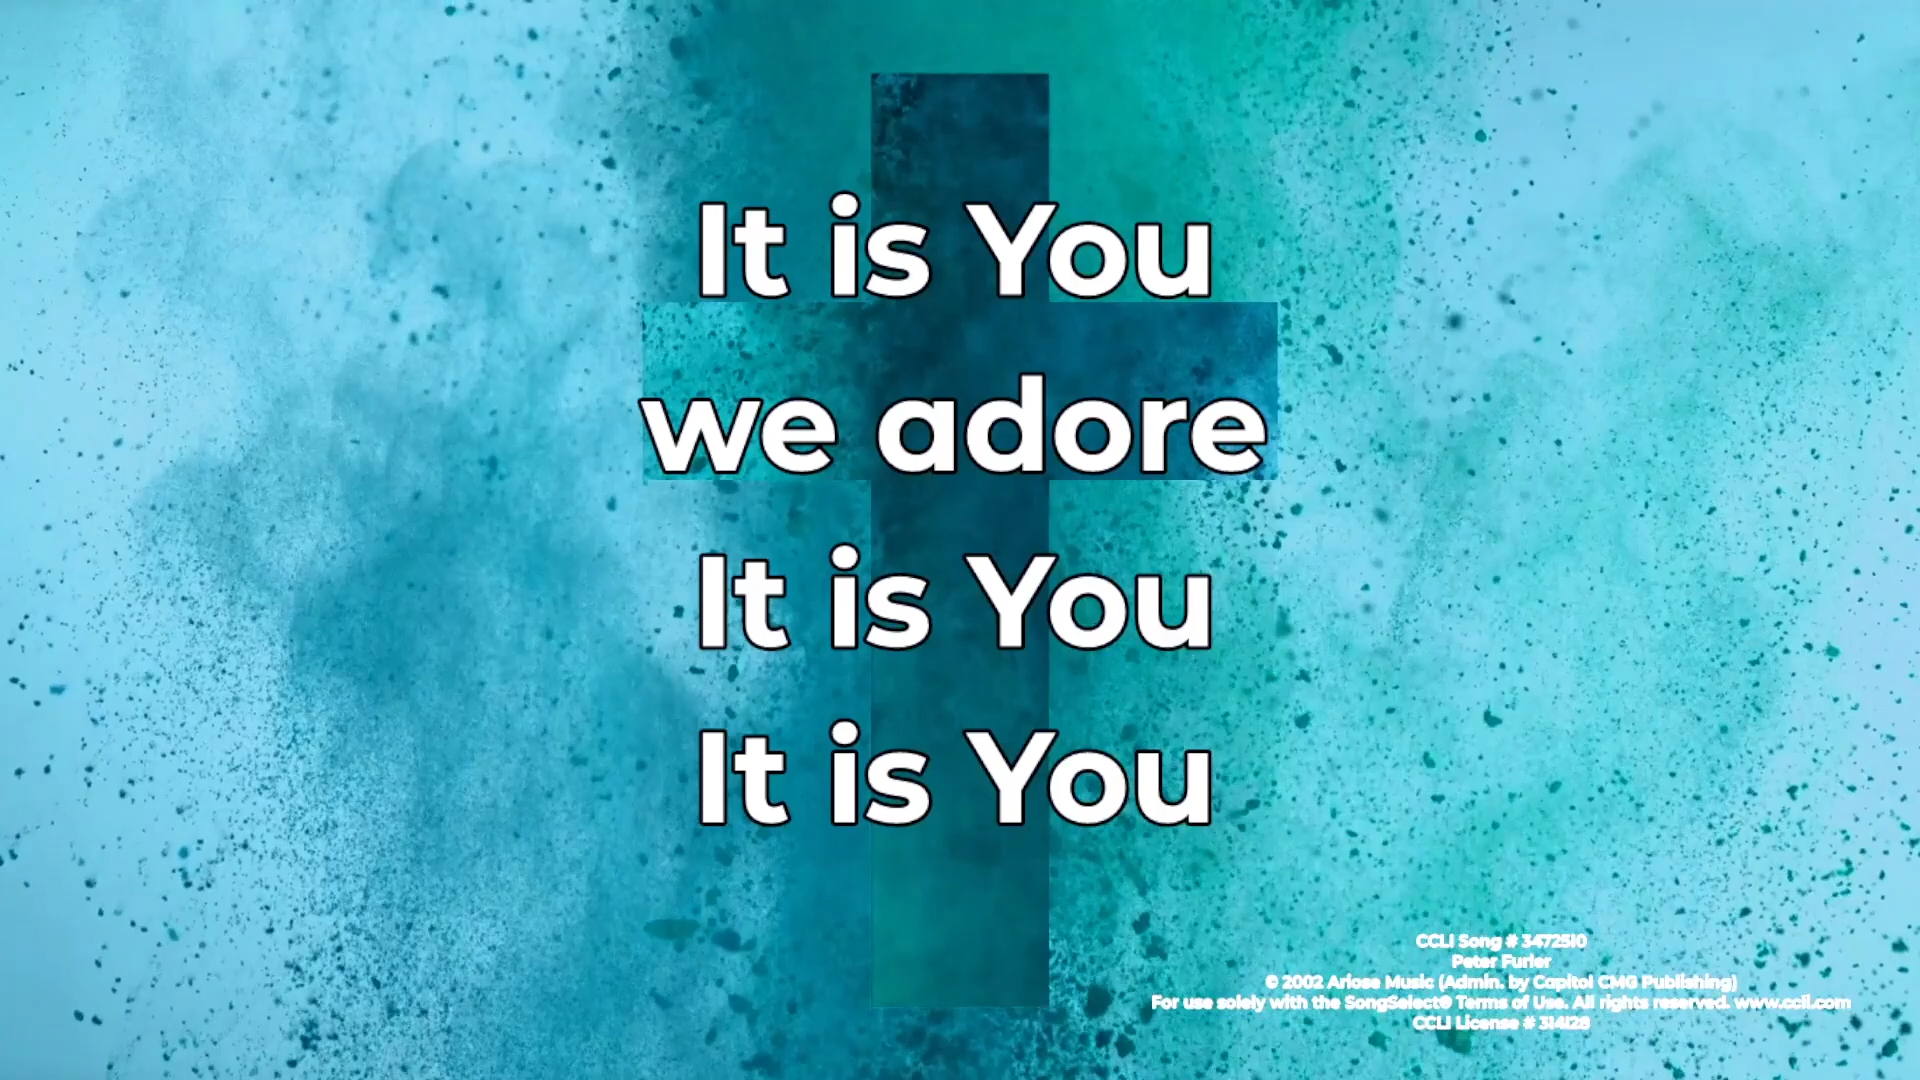 It is You
we adore
It is You
It is You
CCLI Song # 3472510
Peter Furler
© 2002 Ariose Music (Admin. by Capitol CMG Publishing)
For use solely with the SongSelect® Terms of Use. All rights reserved. www.ccli.com
CCLI License # 314128